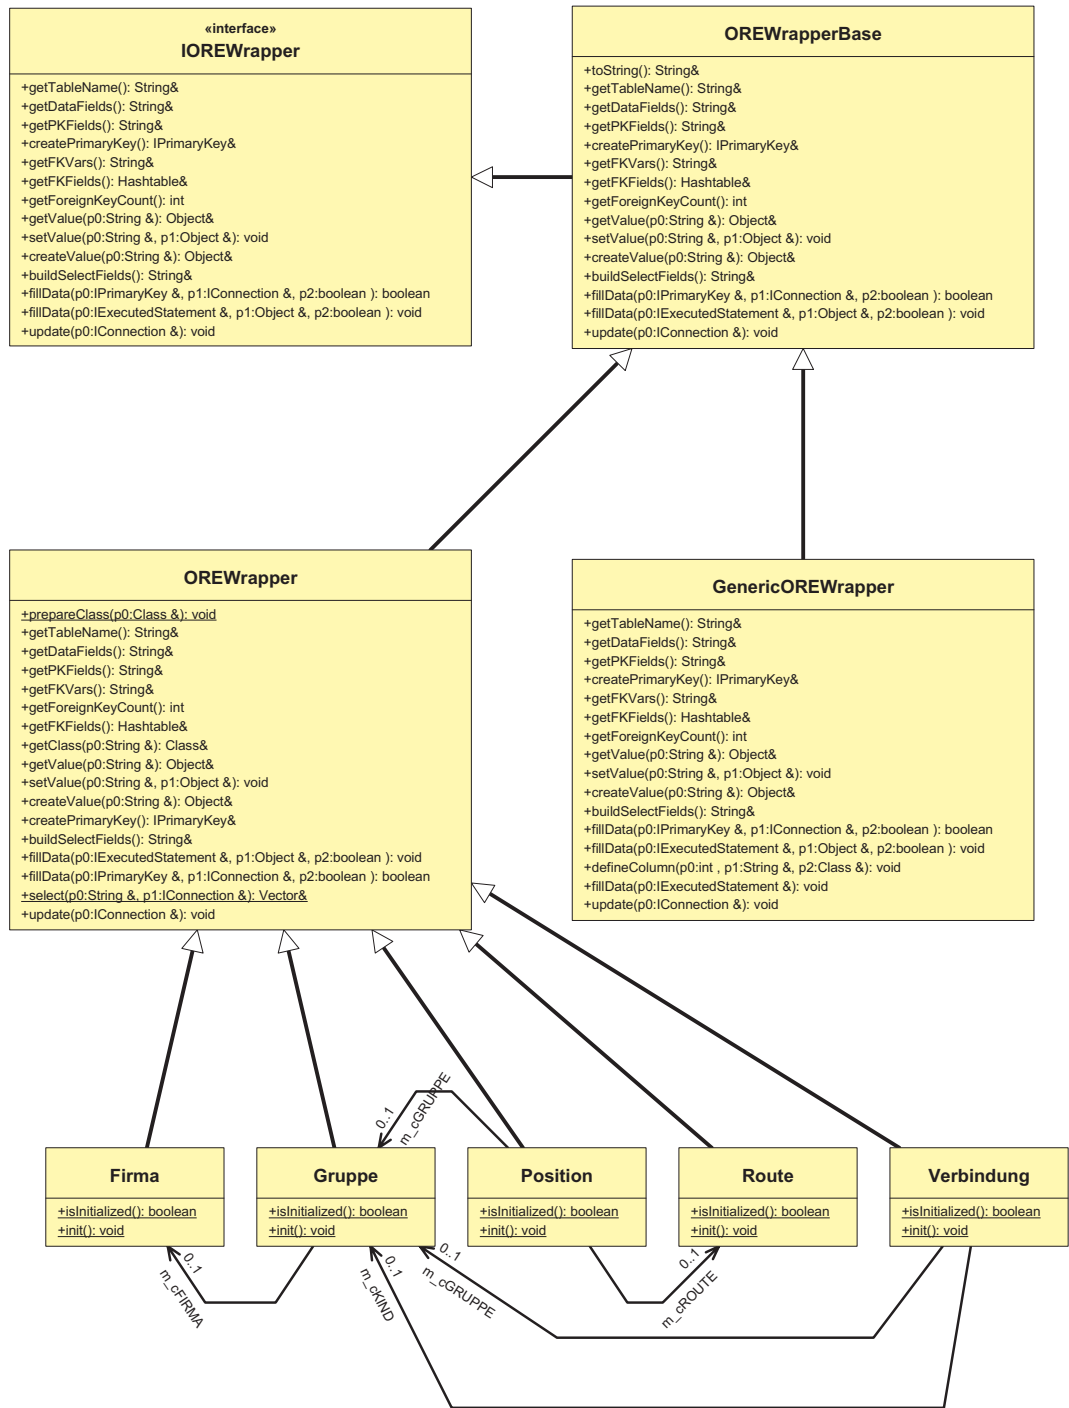 «interface»
IOREWrapper
+getTableName(): String&
+getDataFields(): String&
+getPKFields(): String&
+createPrimaryKey(): IPrimaryKey&
+getFKVars(): String&
+getFKFields(): Hashtable&
+getForeignKeyCount(): int
+getValue(p0:String &): Object&
+setValue(p0:String &, p1:Object &): void
+createValue(p0:String &): Object&
+buildSelectFields(): String&
+fillData(p0:IPrimaryKey &, p1:IConnection &, p2:boolean ): boolean
+fillData(p0:IExecutedStatement &, p1:Object &, p2:boolean ): void
+update(p0:IConnection &): void
OREWrapperBase
+toString(): String&
+getTableName(): String&
+getDataFields(): String&
+getPKFields(): String&
+createPrimaryKey(): IPrimaryKey&
+getFKVars(): String&
+getFKFields(): Hashtable&
+getForeignKeyCount(): int
+getValue(p0:String &): Object&
+setValue(p0:String &, p1:Object &): void
+createValue(p0:String &): Object&
+buildSelectFields(): String&
+fillData(p0:IPrimaryKey &, p1:IConnection &, p2:boolean ): boolean
+fillData(p0:IExecutedStatement &, p1:Object &, p2:boolean ): void
+update(p0:IConnection &): void
OREWrapper
+prepareClass(p0:Class &): void
+getTableName(): String&
+getDataFields(): String&
+getPKFields(): String&
+getFKVars(): String&
+getForeignKeyCount(): int
+getFKFields(): Hashtable&
+getClass(p0:String &): Class&
+getValue(p0:String &): Object&
+setValue(p0:String &, p1:Object &): void
+createValue(p0:String &): Object&
+createPrimaryKey(): IPrimaryKey&
+buildSelectFields(): String&
+fillData(p0:IExecutedStatement &, p1:Object &, p2:boolean ): void
+fillData(p0:IPrimaryKey &, p1:IConnection &, p2:boolean ): boolean
+select(p0:String &, p1:IConnection &): Vector&
+update(p0:IConnection &): void
GenericOREWrapper
+getTableName(): String&
+getDataFields(): String&
+getPKFields(): String&
+createPrimaryKey(): IPrimaryKey&
+getFKVars(): String&
+getFKFields(): Hashtable&
+getForeignKeyCount(): int
+getValue(p0:String &): Object&
+setValue(p0:String &, p1:Object &): void
+createValue(p0:String &): Object&
+buildSelectFields(): String&
+fillData(p0:IPrimaryKey &, p1:IConnection &, p2:boolean ): boolean
+fillData(p0:IExecutedStatement &, p1:Object &, p2:boolean ): void
+defineColumn(p0:int , p1:String &, p2:Class &): void
+fillData(p0:IExecutedStatement &): void
+update(p0:IConnection &): void
0..1
m_cGRUPPE
Firma
+isInitialized(): boolean
+init(): void
Gruppe
+isInitialized(): boolean
+init(): void
Position
+isInitialized(): boolean
+init(): void
Route
+isInitialized(): boolean
+init(): void
Verbindung
+isInitialized(): boolean
+init(): void
0..1
m_cFIRMA
0..1
m_cKIND
0..1
m_cGRUPPE
0..1
m_cROUTE